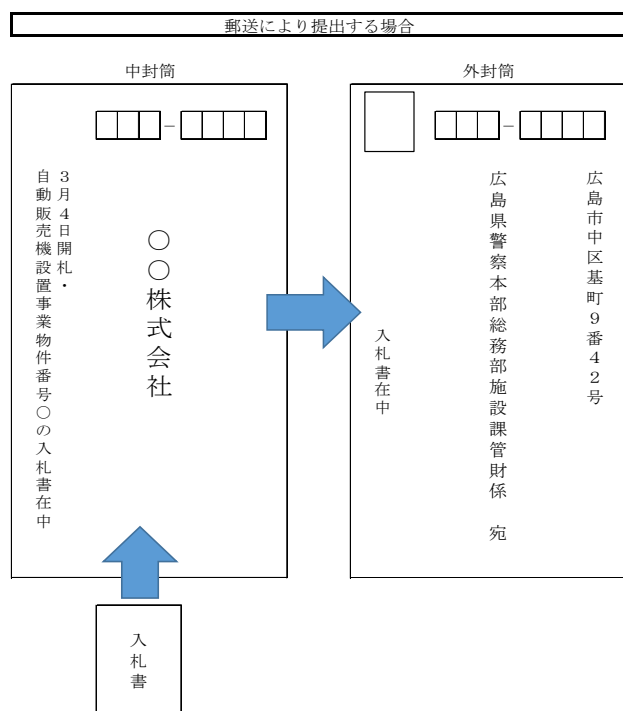 郵送により提出する場合
中封筒
外封筒
－
３月４日開札・
自動販売機設置事業物件番号○の入札書在中
○○株式会社
－
広島市中区基町９番４２号
広島県警察本部総務部施設課管財係　宛
入札書在中
入札書